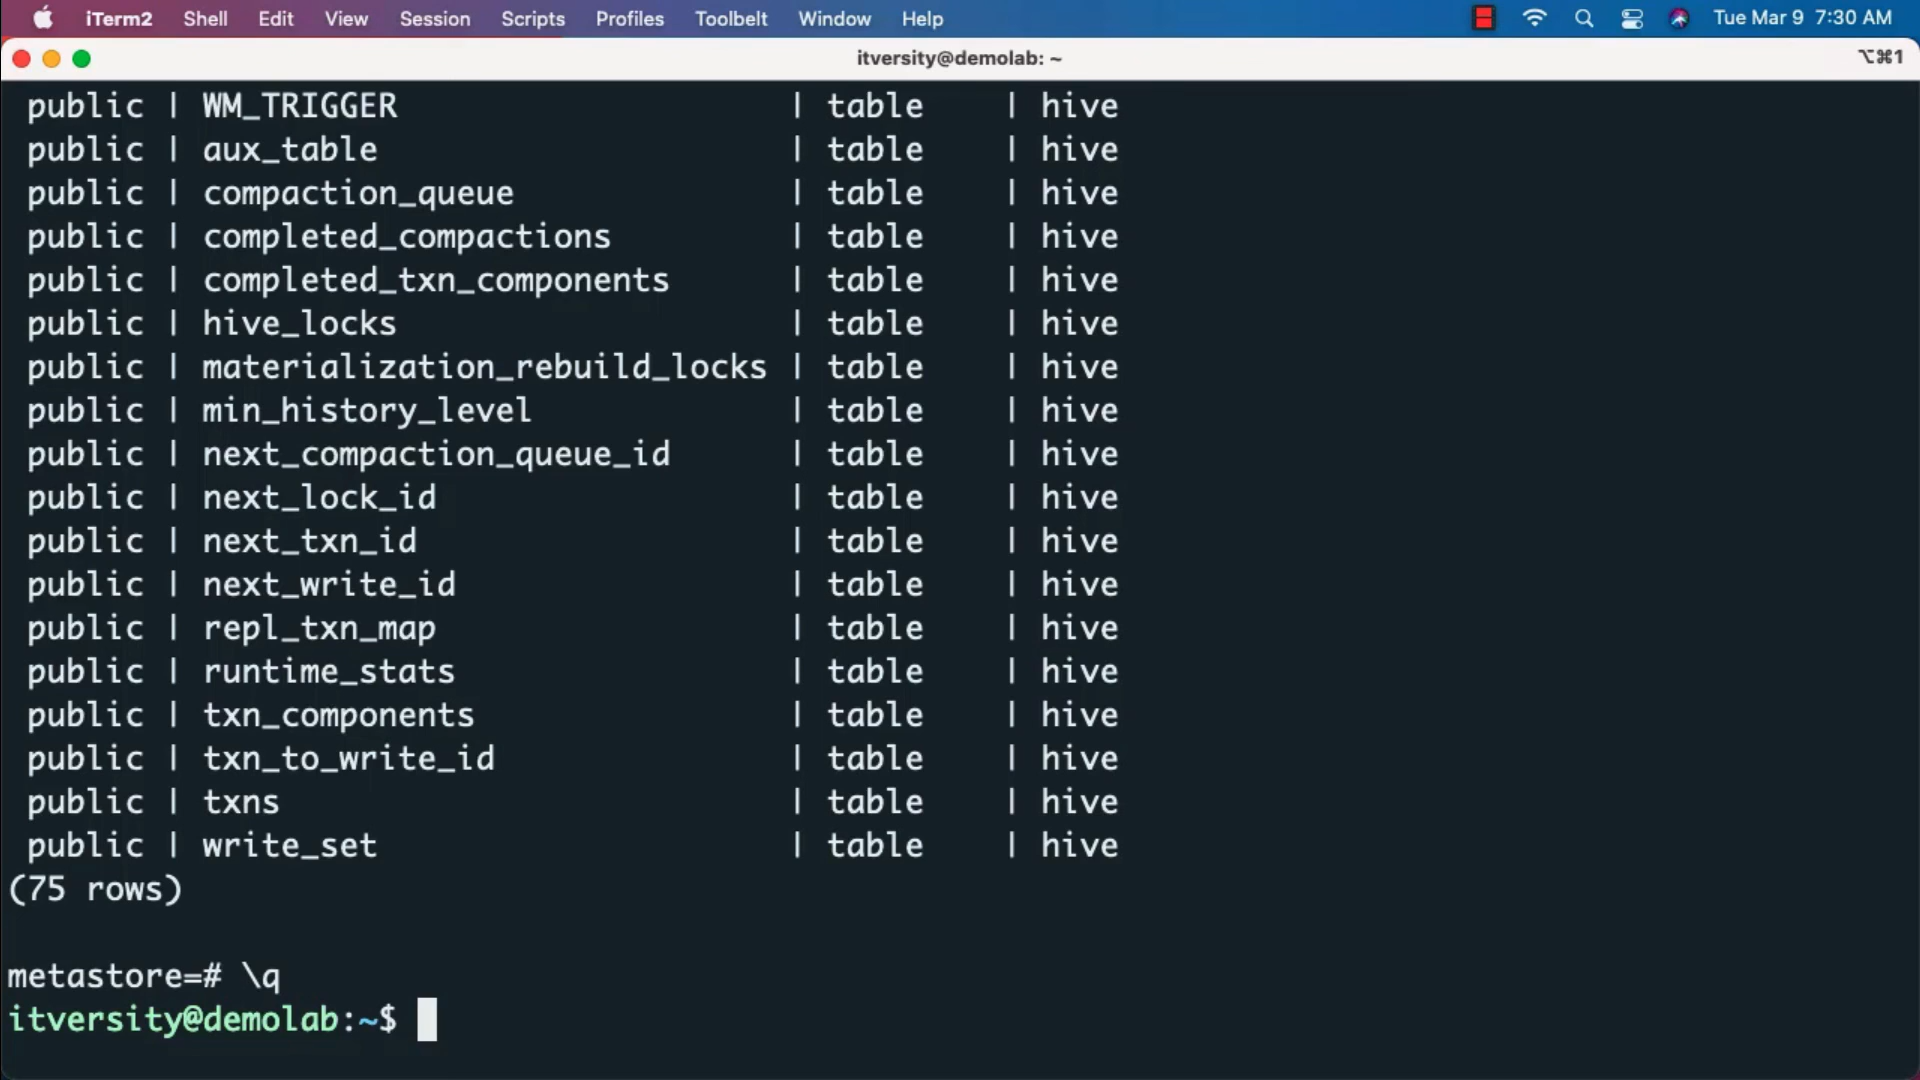 iTerm2 Shell Edit View Session Scripts Profiles Toolbelt Window Help Tue Mar 9 7:30 AM
itversity@demolab: ~ ⌥⌘1
public | WM_TRIGGER | table | hive
public | aux_table | table | hive
public | compaction_queue | table | hive
public | completed_compactions | table | hive
public | completed_txn_components | table | hive
public | hive_locks | table | hive
public | materialization_rebuild_locks | table | hive
public | min_history_level | table | hive
public | next_compaction_queue_id | table | hive
public | next_lock_id | table | hive
public | next_txn_id | table | hive
public | next_write_id | table | hive
public | repl_txn_map | table | hive
public | runtime_stats | table | hive
public | txn_components | table | hive
public | txn_to_write_id | table | hive
public | txns | table | hive
public | write_set | table | hive
(75 rows)
metastore=# \q
itversity@demolab:~$